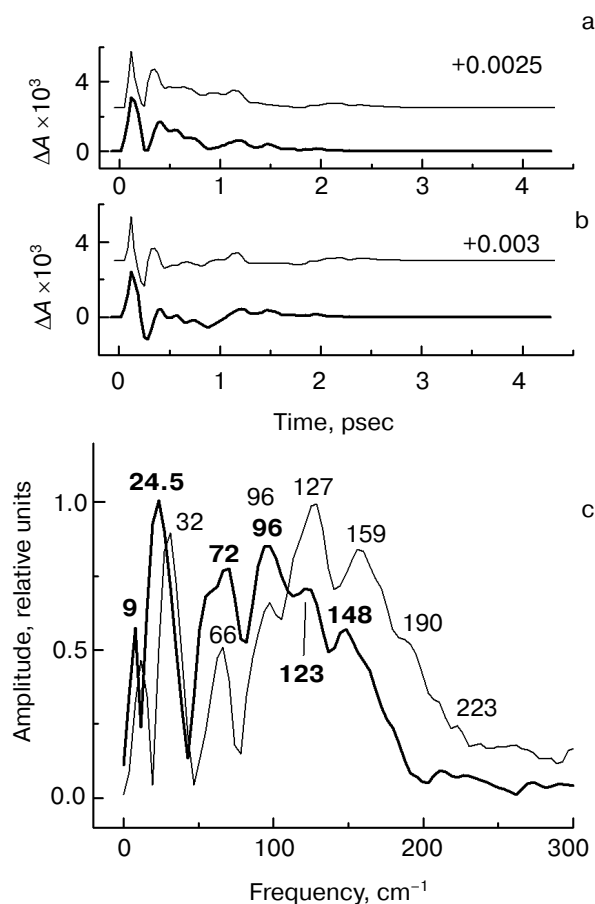 a
+0.0025
4
0
ΔA ×10³
0 1 2 3 4
b
+0.003
4
0
ΔA ×10³
0 1 2 3 4
Time, psec
c
24.5
32
9
72
66
96
96
127
123
148
159
190
223
1.0
0.5
0.0
Amplitude, relative units
0 100 200 300
Frequency, cm⁻¹